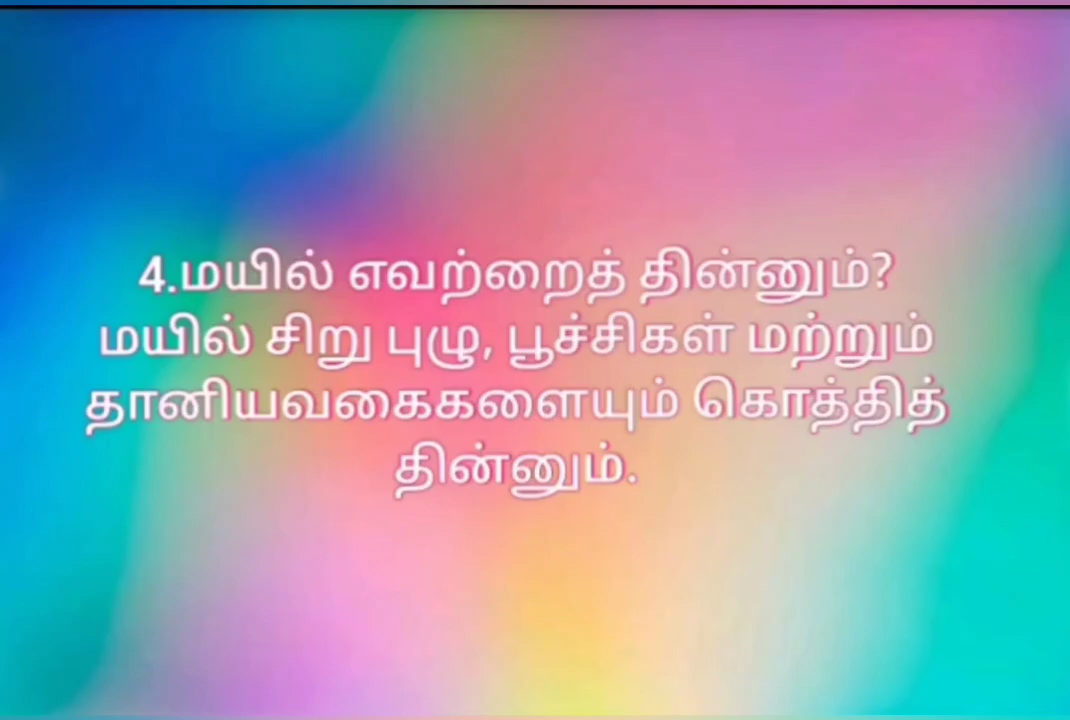 4.மயில் எவற்றைத் தின்னும்?
மயில் சிறு புழு, பூச்சிகள் மற்றும்
தானியவகைகளையும் கொத்தித்
தின்னும்.